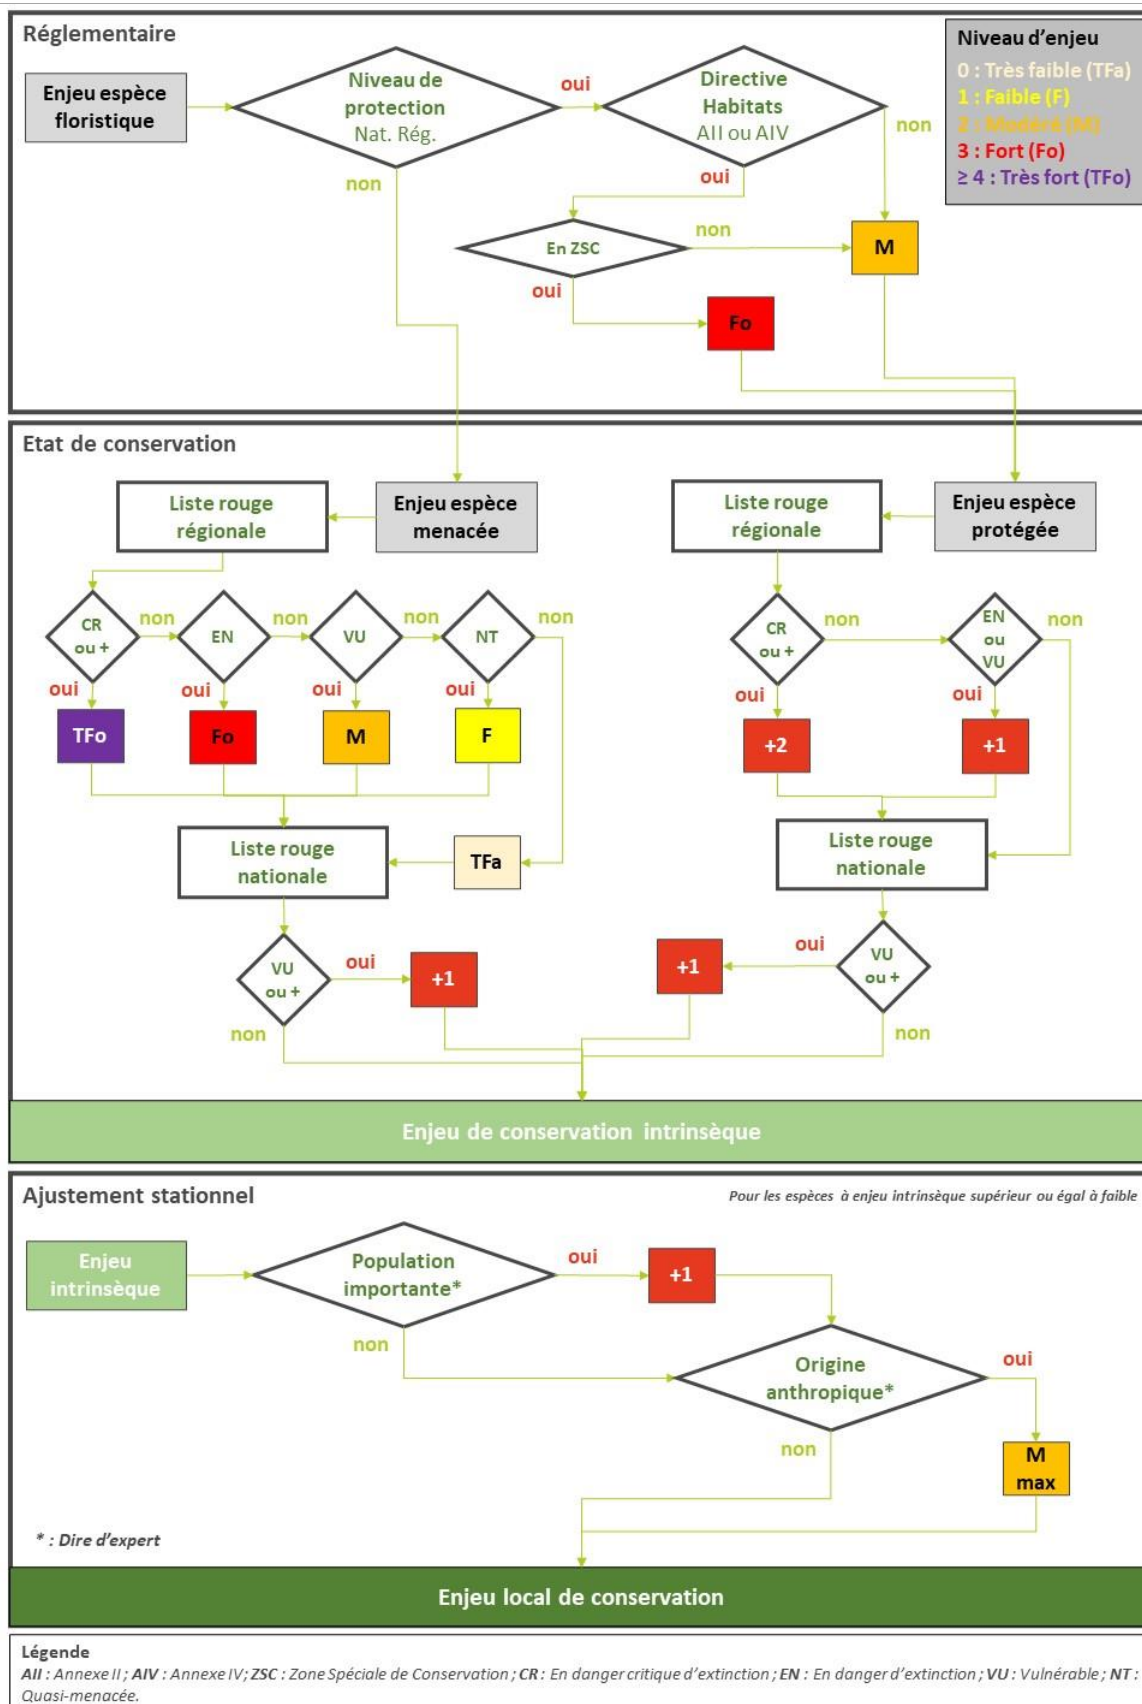 Réglementaire
Niveau d'enjeu
0 : Très faible (TFa)
1 : Faible (F)
2 : Modéré (M)
3 : Fort (Fo)
≥ 4 : Très fort (TFo)
Enjeu espèce
floristique
Niveau de
protection
Nat. Rég.
oui
non
Directive
Habitats
AII ou AIV
non
oui
En ZSC
non
oui
M
Fo
Etat de conservation
Liste rouge
régionale
Enjeu espèce
menacée
CR
ou +
non
EN
non
VU
non
NT
non
oui
oui
oui
oui
TFo
Fo
M
F
Liste rouge
nationale
TFa
VU
ou +
oui
+1
non
Liste rouge
régionale
Enjeu espèce
protégée
CR
ou +
non
EN
ou
VU
non
oui
oui
+2
+1
Liste rouge
nationale
+1
oui
VU
ou +
non
Enjeu de conservation intrinsèque
Ajustement stationnel
Pour les espèces à enjeu intrinsèque supérieur ou égal à faible
Enjeu
intrinsèque
Population
importante*
oui
+1
non
Origine
anthropique*
oui
non
M
max
* : Dire d'expert
Enjeu local de conservation
Légende
AII : Annexe II ; AIV : Annexe IV; ZSC : Zone Spéciale de Conservation ; CR : En danger critique d'extinction ; EN : En danger d'extinction ; VU : Vulnérable ; NT :
Quasi-menacée.